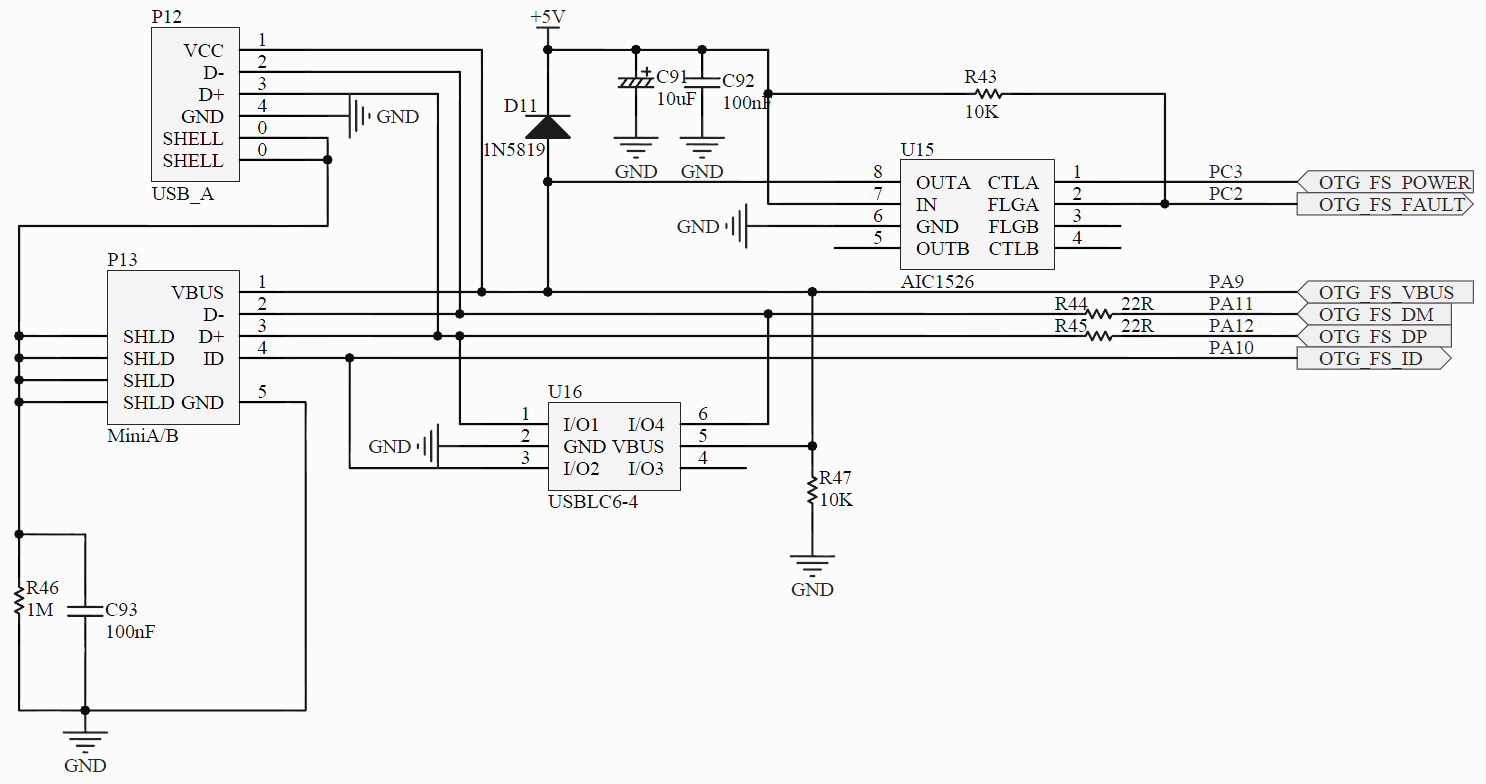 P12
VCC 1
D- 2
D+ 3
GND 4
SHELL 0
SHELL 0
USB_A
GND
+5V
C91
10uF
C92
100nF
GND
GND
D11
1N5819
R43
10K
U15
8 OUTA CTLA 1
7 IN FLGA 2
6 GND FLGB 3
5 OUTB CTLB 4
AIC1526
GND
PC3 OTG_FS_POWER
PC2 OTG_FS_FAULT
P13
VBUS 1
D- 2
SHLD D+ 3
SHLD ID 4
SHLD
SHLD GND 5
MiniA/B
PA9 OTG_FS_VBUS
R44 22R PA11 OTG_FS_DM
R45 22R PA12 OTG_FS_DP
PA10 OTG_FS_ID
U16
1 I/O1 I/O4 6
2 GND VBUS 5
3 I/O2 I/O3 4
USBLC6-4
GND
R47
10K
GND
R46
1M
C93
100nF
GND